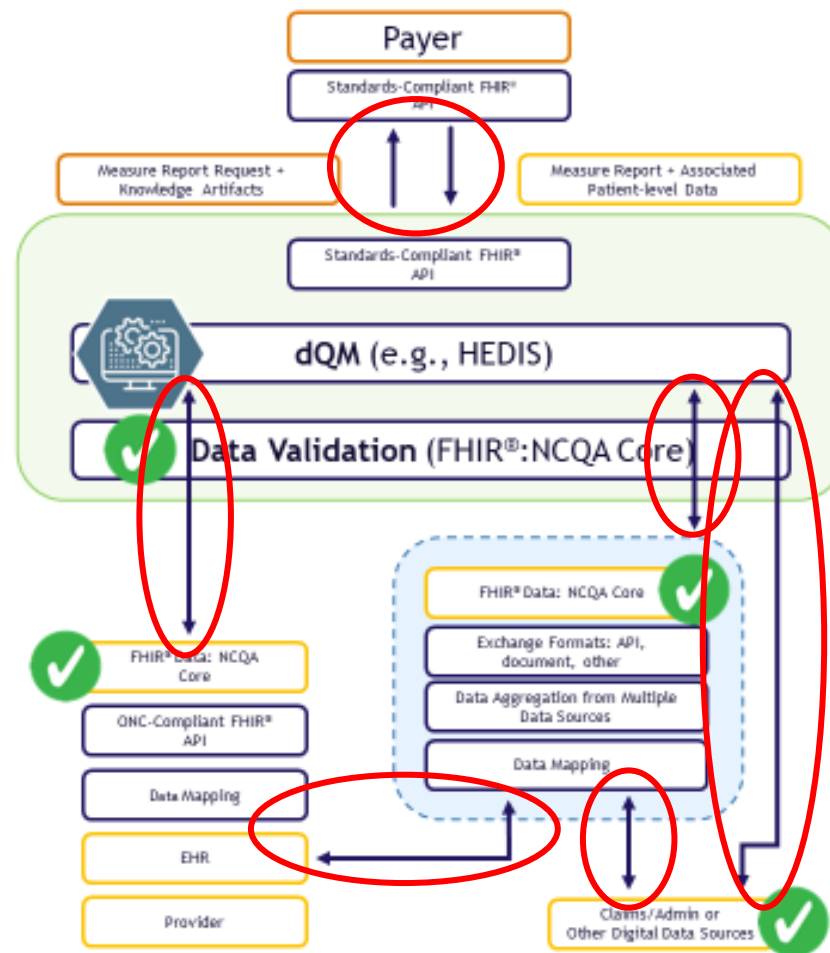 Payer
Standards-Compliant FHIR®
API
Measure Report Request +
Knowledge Artifacts
Measure Report + Associated
Patient-level Data
Standards-Compliant FHIR®
API
dQM (e.g., HEDIS)
Data Validation (FHIR®:NCQA Core)
FHIR® Data: NCQA
Core
ONC-Compliant FHIR®
API
Data Mapping
EHR
Provider
FHIR® Data: NCQA Core
Exchange Formats: API,
document, other
Data Aggregation from Multiple
Data Sources
Data Mapping
Claims/Admin or
Other Digital Data Sources